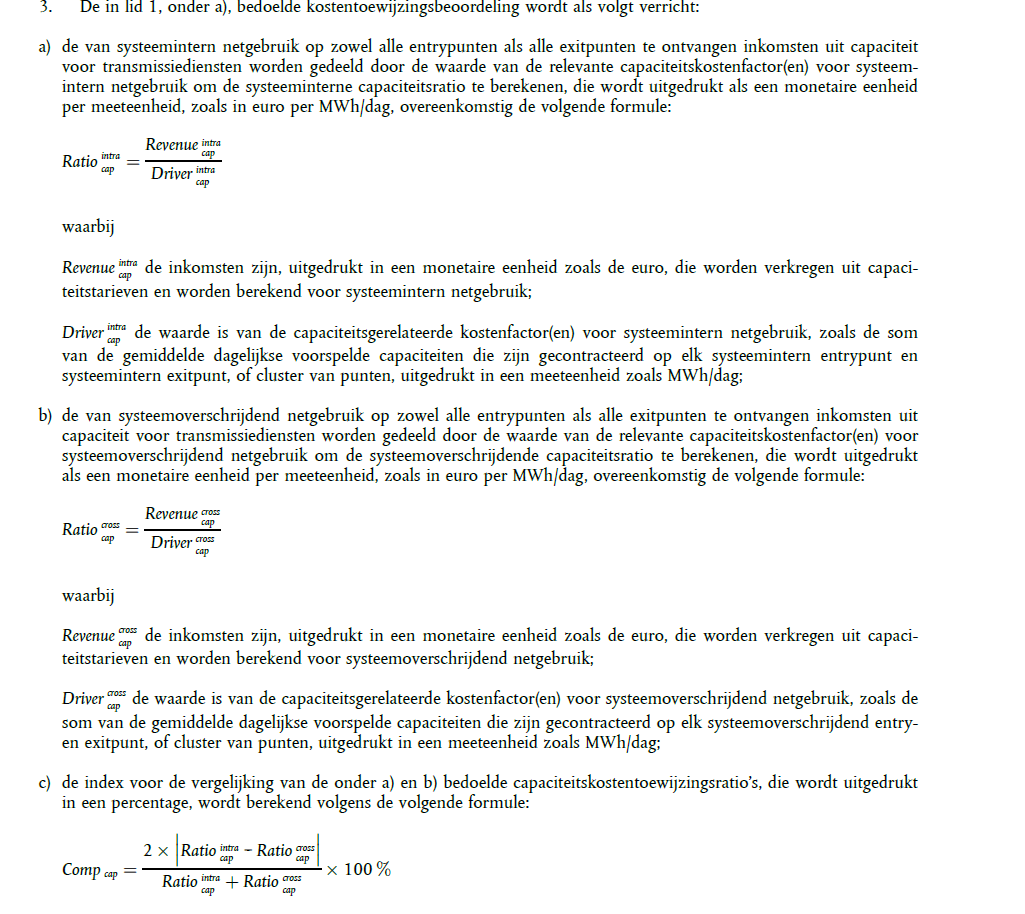 3. De in lid 1, onder a), bedoelde kostentoewijzingsbeoordeling wordt als volgt verricht:
a) de van systeemintern netgebruik op zowel alle entrypunten als alle exitpunten te ontvangen inkomsten uit capaciteit
voor transmissiediensten worden gedeeld door de waarde van de relevante capaciteitskostenfactor(en) voor systeem-
intern netgebruik om de systeeminterne capaciteitsratio te berekenen, die wordt uitgedrukt als een monetaire eenheid
per meeteenheid, zoals in euro per MWh/dag, overeenkomstig de volgende formule:
Ratio intra cap = Revenue intra cap / Driver intra cap
waarbij
Revenue intra cap de inkomsten zijn, uitgedrukt in een monetaire eenheid zoals de euro, die worden verkregen uit capaci-
teitstarieven en worden berekend voor systeemintern netgebruik;
Driver intra cap de waarde is van de capaciteitsgerelateerde kostenfactor(en) voor systeemintern netgebruik, zoals de som
van de gemiddelde dagelijkse voorspelde capaciteiten die zijn gecontracteerd op elk systeemintern entrypunt en
systeemintern exitpunt, of cluster van punten, uitgedrukt in een meeteenheid zoals MWh/dag;
b) de van systeemoverschrijdend netgebruik op zowel alle entrypunten als alle exitpunten te ontvangen inkomsten uit
capaciteit voor transmissiediensten worden gedeeld door de waarde van de relevante capaciteitskostenfactor(en) voor
systeemoverschrijdend netgebruik om de systeemoverschrijdende capaciteitsratio te berekenen, die wordt uitgedrukt
als een monetaire eenheid per meeteenheid, zoals in euro per MWh/dag, overeenkomstig de volgende formule:
Ratio cross cap = Revenue cross cap / Driver cross cap
waarbij
Revenue cross cap de inkomsten zijn, uitgedrukt in een monetaire eenheid zoals de euro, die worden verkregen uit capaci-
teitstarieven en worden berekend voor systeemoverschrijdend netgebruik;
Driver cross cap de waarde is van de capaciteitsgerelateerde kostenfactor(en) voor systeemoverschrijdend netgebruik, zoals de
som van de gemiddelde dagelijkse voorspelde capaciteiten die zijn gecontracteerd op elk systeemoverschrijdend entry-
en exitpunt, of cluster van punten, uitgedrukt in een meeteenheid zoals MWh/dag;
c) de index voor de vergelijking van de onder a) en b) bedoelde capaciteitskostentoewijzingsratio's, die wordt uitgedrukt
in een percentage, wordt berekend volgens de volgende formule:
Comp cap = 2 × |Ratio intra cap – Ratio cross cap| / Ratio intra cap + Ratio cross cap × 100 %